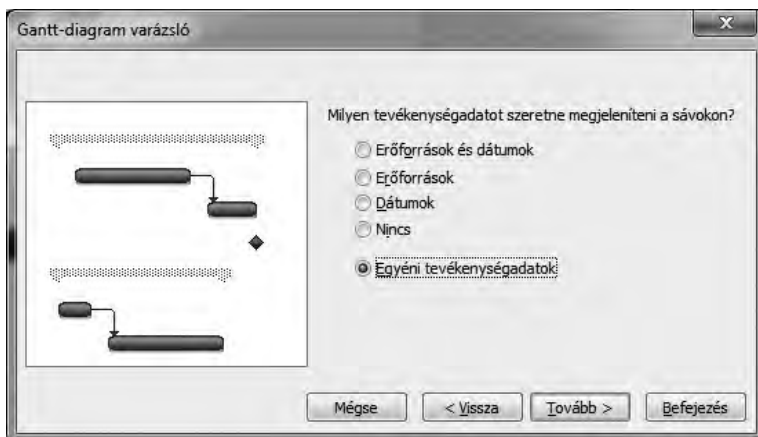 Gantt-diagram varázsló
Milyen tevékenységadatot szeretne megjeleníteni a sávokon?
Erőforrások és dátumok
Erőforrások
Dátumok
Nincs
Egyéni tevékenységadatok
Mégse
< Vissza
Tovább >
Befejezés